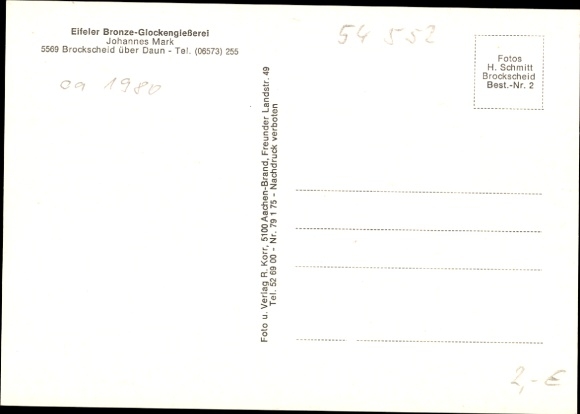 Eifeler Bronze-Glockengießerei
Johannes Mark
5569 Brockscheid über Daun - Tel. (06573) 255
ca 1980
54 552
Fotos
H. Schmitt
Brockscheid
Best.-Nr. 2
Foto u. Verlag R. Korr, 5100 Aachen-Brand, Freunder Landstr. 49
Tel. 52 69 00 - Nr. 79 1 75 - Nachdruck verboten
2,- €